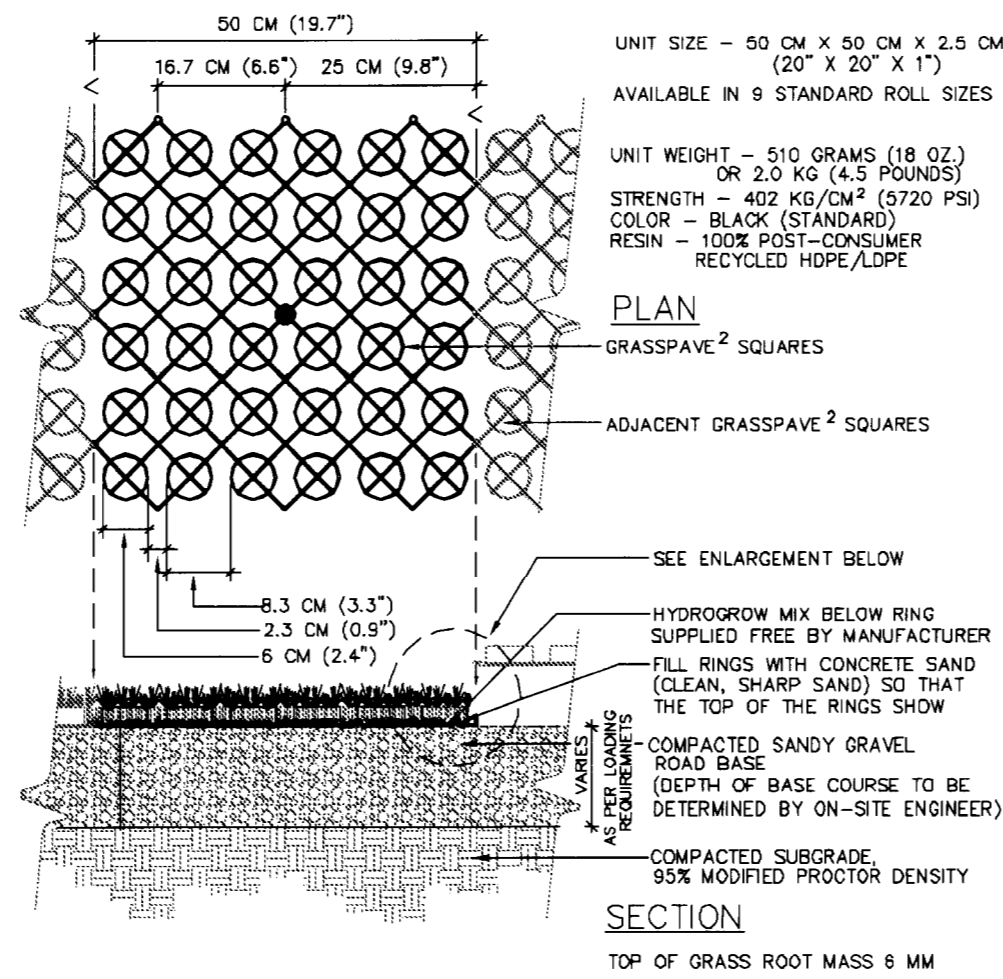 50 CM (19.7")
16.7 CM (6.6")
25 CM (9.8")
UNIT SIZE - 50 CM X 50 CM X 2.5 CM
(20" X 20" X 1")
AVAILABLE IN 9 STANDARD ROLL SIZES
UNIT WEIGHT - 510 GRAMS (18 OZ.)
OR 2.0 KG (4.5 POUNDS)
STRENGTH - 402 KG/CM² (5720 PSI)
COLOR - BLACK (STANDARD)
RESIN - 100% POST-CONSUMER
RECYCLED HDPE/LDPE
PLAN
GRASSPAVE² SQUARES
ADJACENT GRASSPAVE² SQUARES
8.3 CM (3.3")
2.3 CM (0.9")
6 CM (2.4")
SEE ENLARGEMENT BELOW
HYDROGROW MIX BELOW RING
SUPPLIED FREE BY MANUFACTURER
FILL RINGS WITH CONCRETE SAND
(CLEAN, SHARP SAND) SO THAT
THE TOP OF THE RINGS SHOW
VARIES
AS PER LOADING
REQUIREMNETS
COMPACTED SANDY GRAVEL
ROAD BASE
(DEPTH OF BASE COURSE TO BE
DETERMINED BY ON-SITE ENGINEER)
COMPACTED SUBGRADE,
95% MODIFIED PROCTOR DENSITY
SECTION
TOP OF GRASS ROOT MASS 6 MM